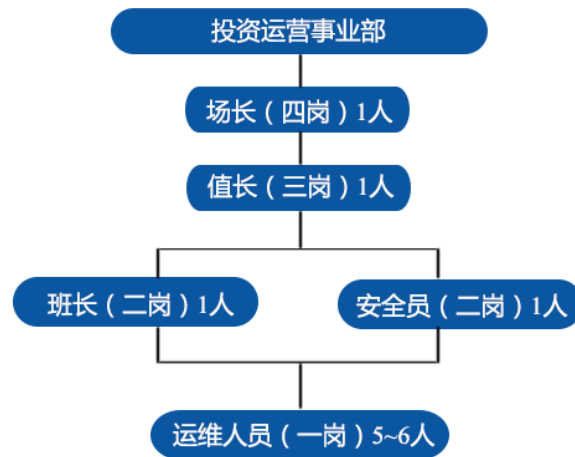 投资运营事业部
场长（四岗）1人
值长（三岗）1人
班长（二岗）1人
安全员（二岗）1人
运维人员（一岗）5~6人